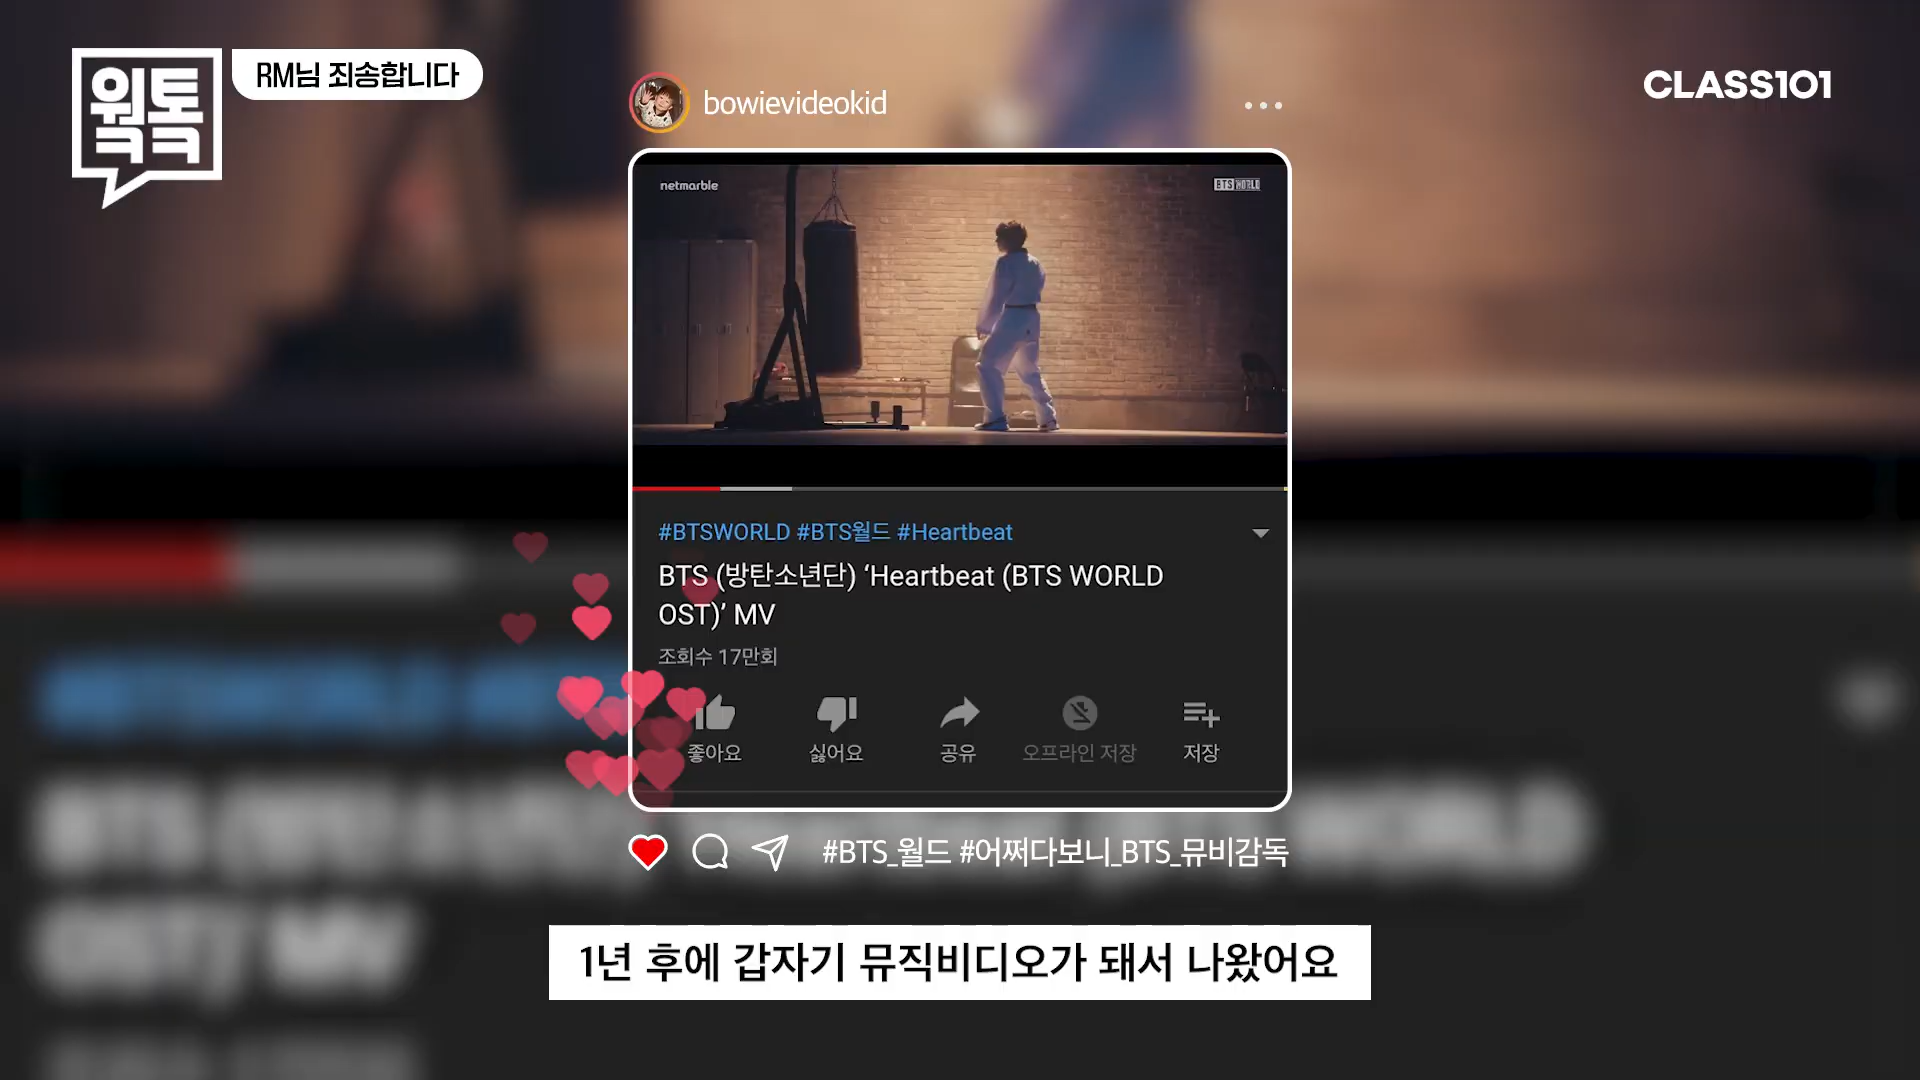 워크톡
RM님 죄송합니다
CLASS101
bowievideokid
netmarble
BTS WORLD
#BTSWORLD #BTS월드 #Heartbeat
BTS (방탄소년단) ‘Heartbeat (BTS WORLD
OST)’ MV
조회수 17만회
좋아요 싫어요 공유 오프라인 저장 저장
#BTS_월드 #어쩌다보니_BTS_뮤비감독
1년 후에 갑자기 뮤직비디오가 돼서 나왔어요